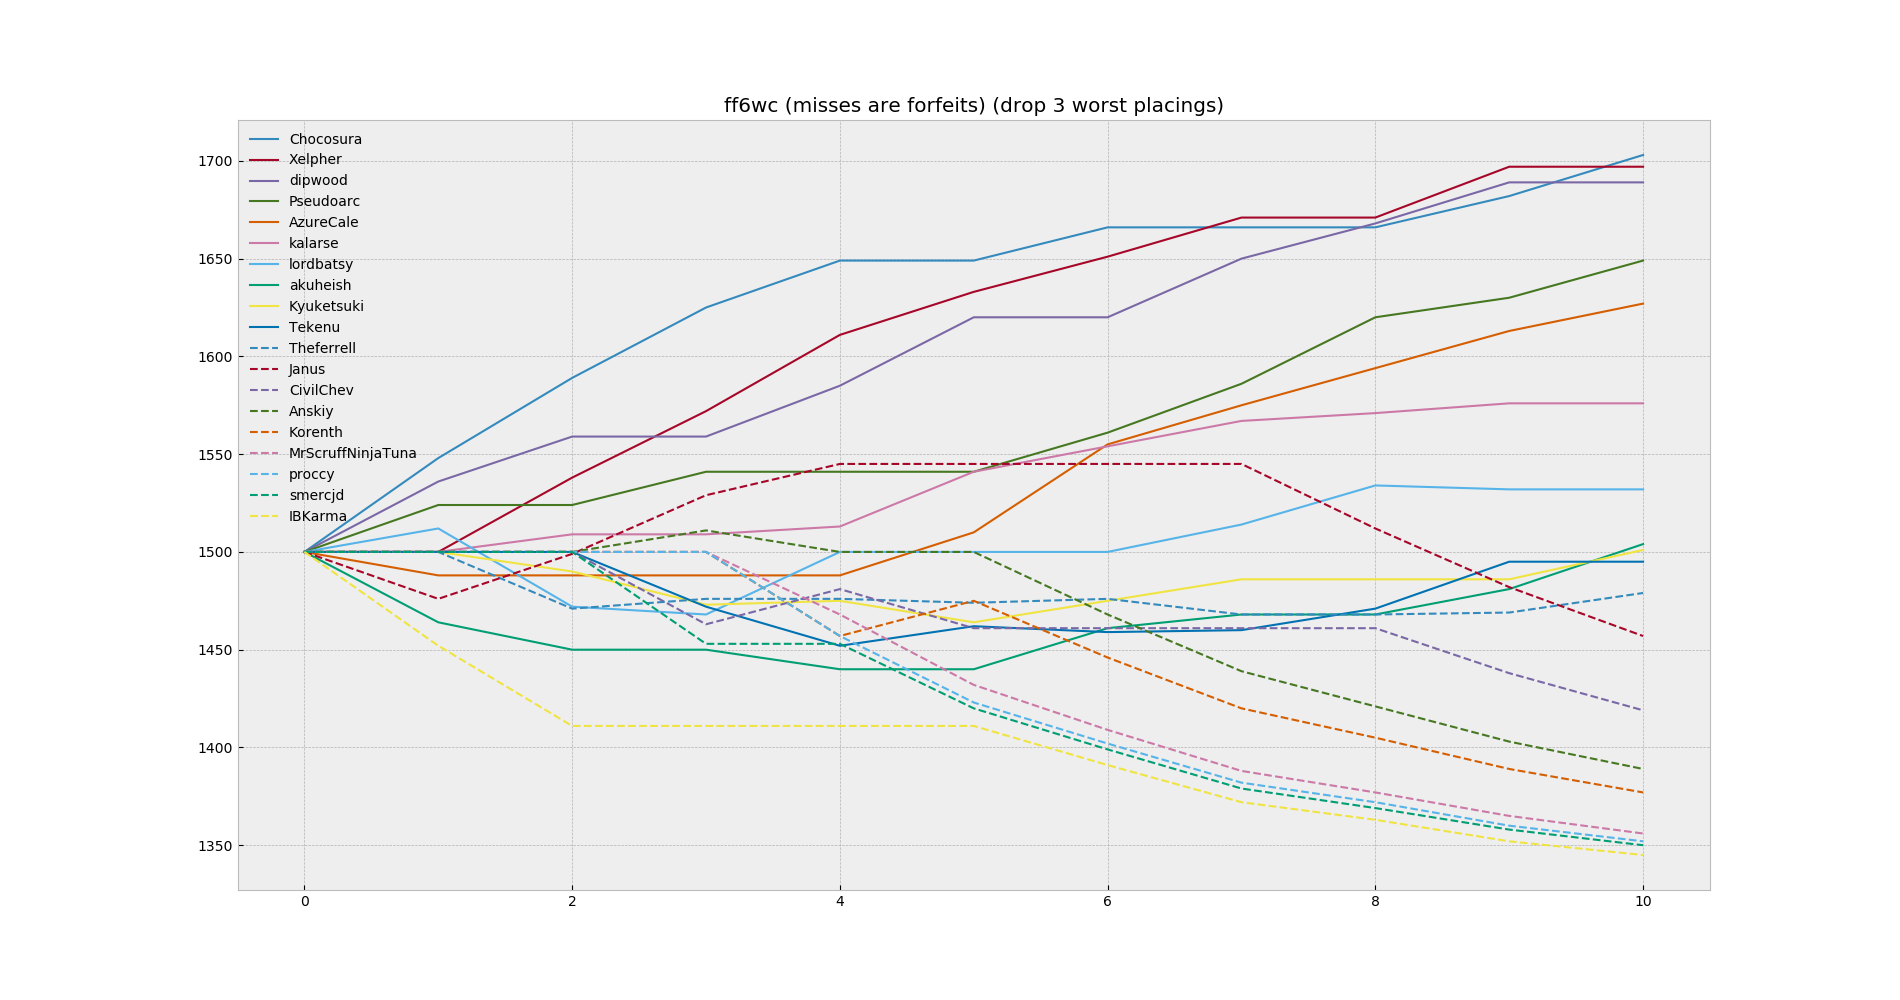 ff6wc (misses are forfeits) (drop 3 worst placings)
Chocosura
Xelpher
dipwood
Pseudoarc
AzureCale
kalarse
lordbatsy
akuheish
Kyuketsuki
Tekenu
Theferrell
Janus
CivilChev
Anskiy
Korenth
MrScruffNinjaTuna
proccy
smercjd
IBKarma
1700
1650
1600
1550
1500
1450
1400
1350
0 2 4 6 8 10